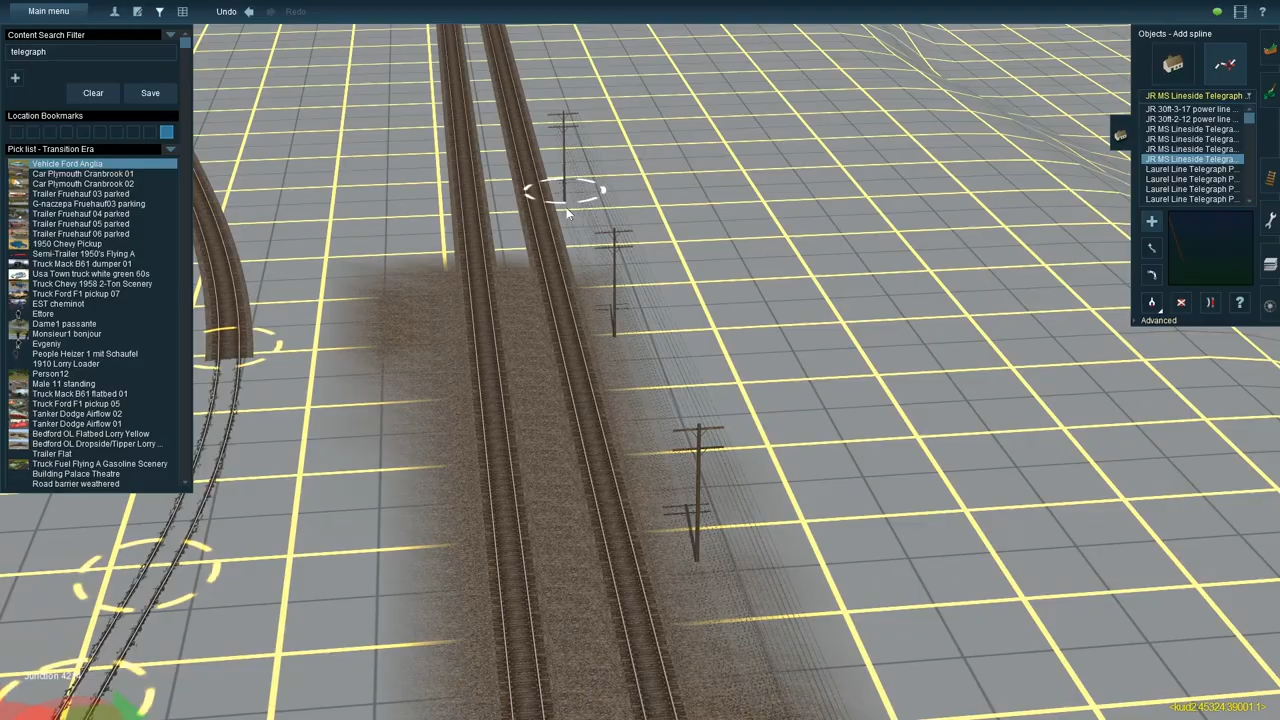 Main menu
Undo
Redo
Content Search Filter
telegraph
Clear
Save
Location Bookmarks
Pick list - Transition Era
Vehicle Ford Anglia
Car Plymouth Cranbrook 01
Car Plymouth Cranbrook 02
Trailer Fruehauf 03 parked
G-naczepa Fruehauf03 parking
Trailer Fruehauf 04 parked
Trailer Fruehauf 05 parked
Trailer Fruehauf 06 parked
1950 Chevy Pickup
Semi-Trailer 1950's Flying A
Truck Mack B61 dumper 01
Usa Town truck white green 60s
Truck Chevy 1958 2-Ton Scenery
Truck Ford F1 pickup 07
EST cheminot
Ettore
Dame1 passante
Monsieur1 bonjour
Evgeniy
People Heizer 1 mit Schaufel
1910 Lorry Loader
Person12
Male 11 standing
Truck Mack B61 flatbed 01
Truck Ford F1 pickup 05
Tanker Dodge Airflow 02
Tanker Dodge Airflow 01
Bedford OL Flatbed Lorry Yellow
Bedford OL Dropside/Tipper Lorry ...
Trailer Flat
Truck Fuel Flying A Gasoline Scenery
Building Palace Theatre
Road barrier weathered
Objects - Add spline
JR MS Lineside Telegraph ...
JR 30ft-3-17 power line ...
JR 30ft-2-12 power line ...
JR MS Lineside Telegra...
JR MS Lineside Telegra...
JR MS Lineside Telegra...
JR MS Lineside Telegra...
Laurel Line Telegraph P...
Laurel Line Telegraph P...
Laurel Line Telegraph P...
Laurel Line Telegraph P...
Advanced
<kuid2:45324:39001:1>